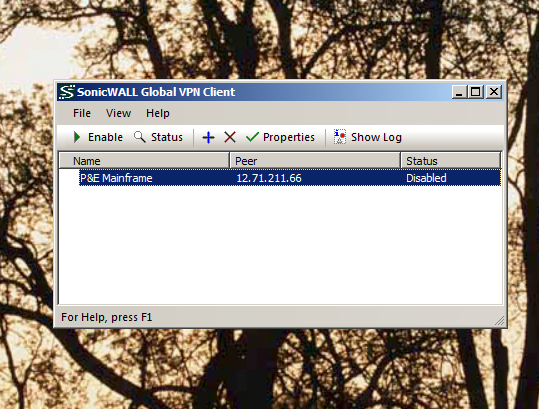 SonicWALL Global VPN Client
File View Help
Enable Status Properties Show Log
Name Peer Status
P&E Mainframe 12.71.211.66 Disabled
For Help, press F1